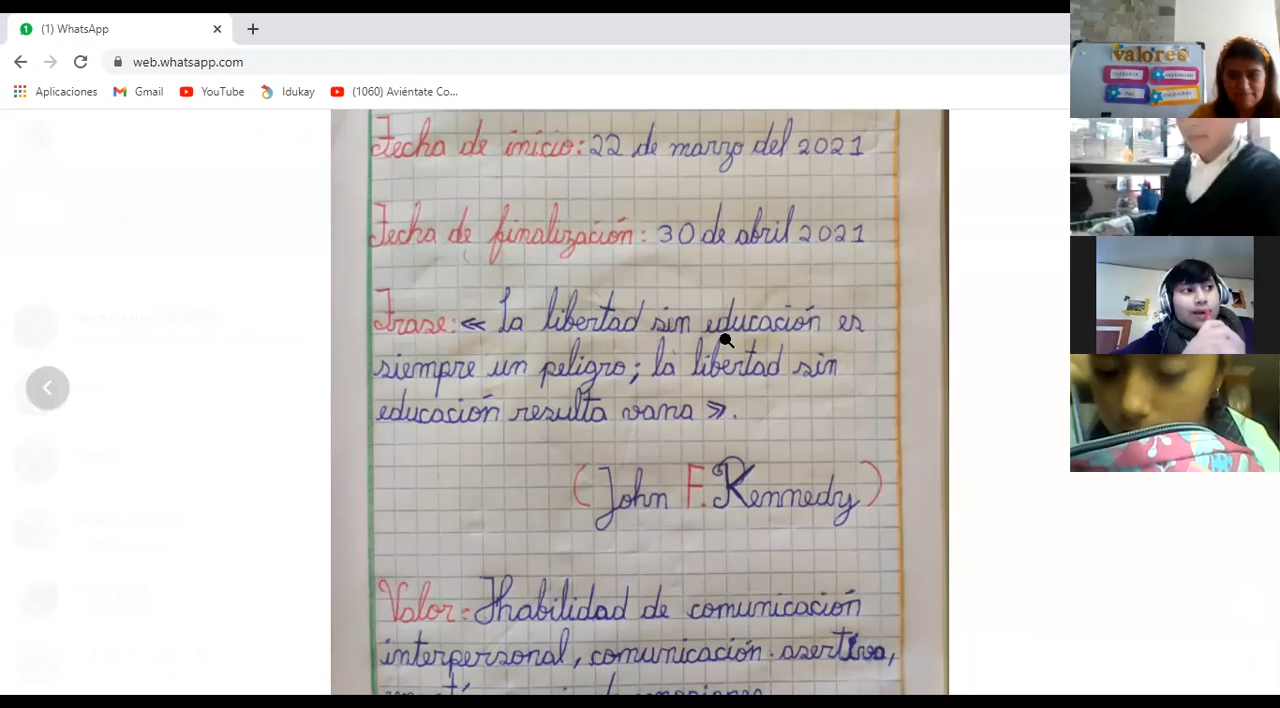 (1) WhatsApp
web.whatsapp.com
Aplicaciones Gmail YouTube Idukay (1060) Aviéntate Co...
Fecha de inicio: 22 de marzo del 2021
Fecha de finalización: 30 de abril 2021
Frase: « La libertad sin educación es
siempre un peligro; la libertad sin
educación resulta vana ».
(John F. Kennedy)
Valor: Habilidad de comunicación
interpersonal, comunicación asertiva,
valores